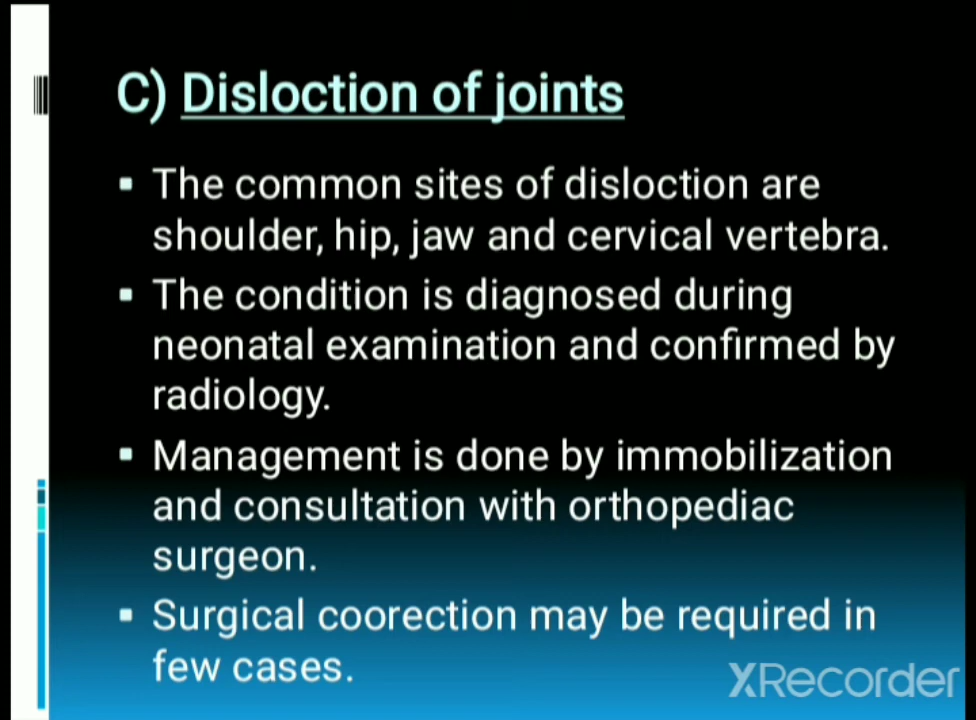 C) Disloction of joints
The common sites of disloction are
shoulder, hip, jaw and cervical vertebra.
The condition is diagnosed during
neonatal examination and confirmed by
radiology.
Management is done by immobilization
and consultation with orthopediac
surgeon.
Surgical coorection may be required in
few cases.
XRecorder